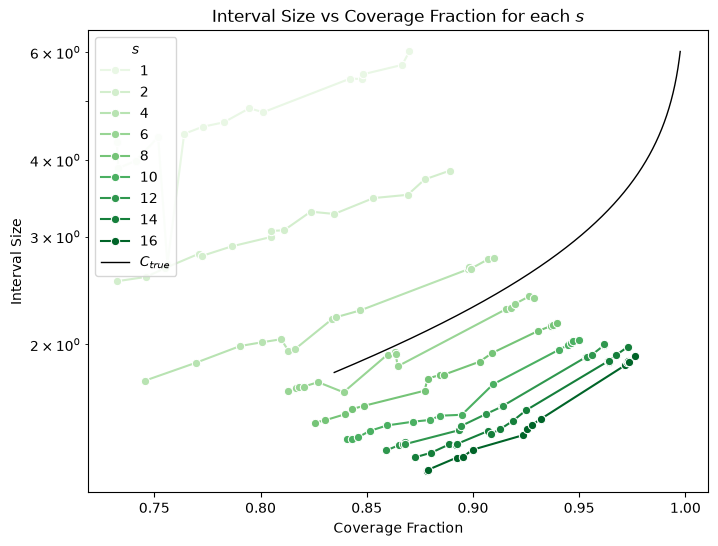 Interval Size vs Coverage Fraction for each s
Interval Size
6 × 10⁰
4 × 10⁰
3 × 10⁰
2 × 10⁰
s
1
2
4
6
8
10
12
14
16
C_true
0.75
0.80
0.85
0.90
0.95
1.00
Coverage Fraction